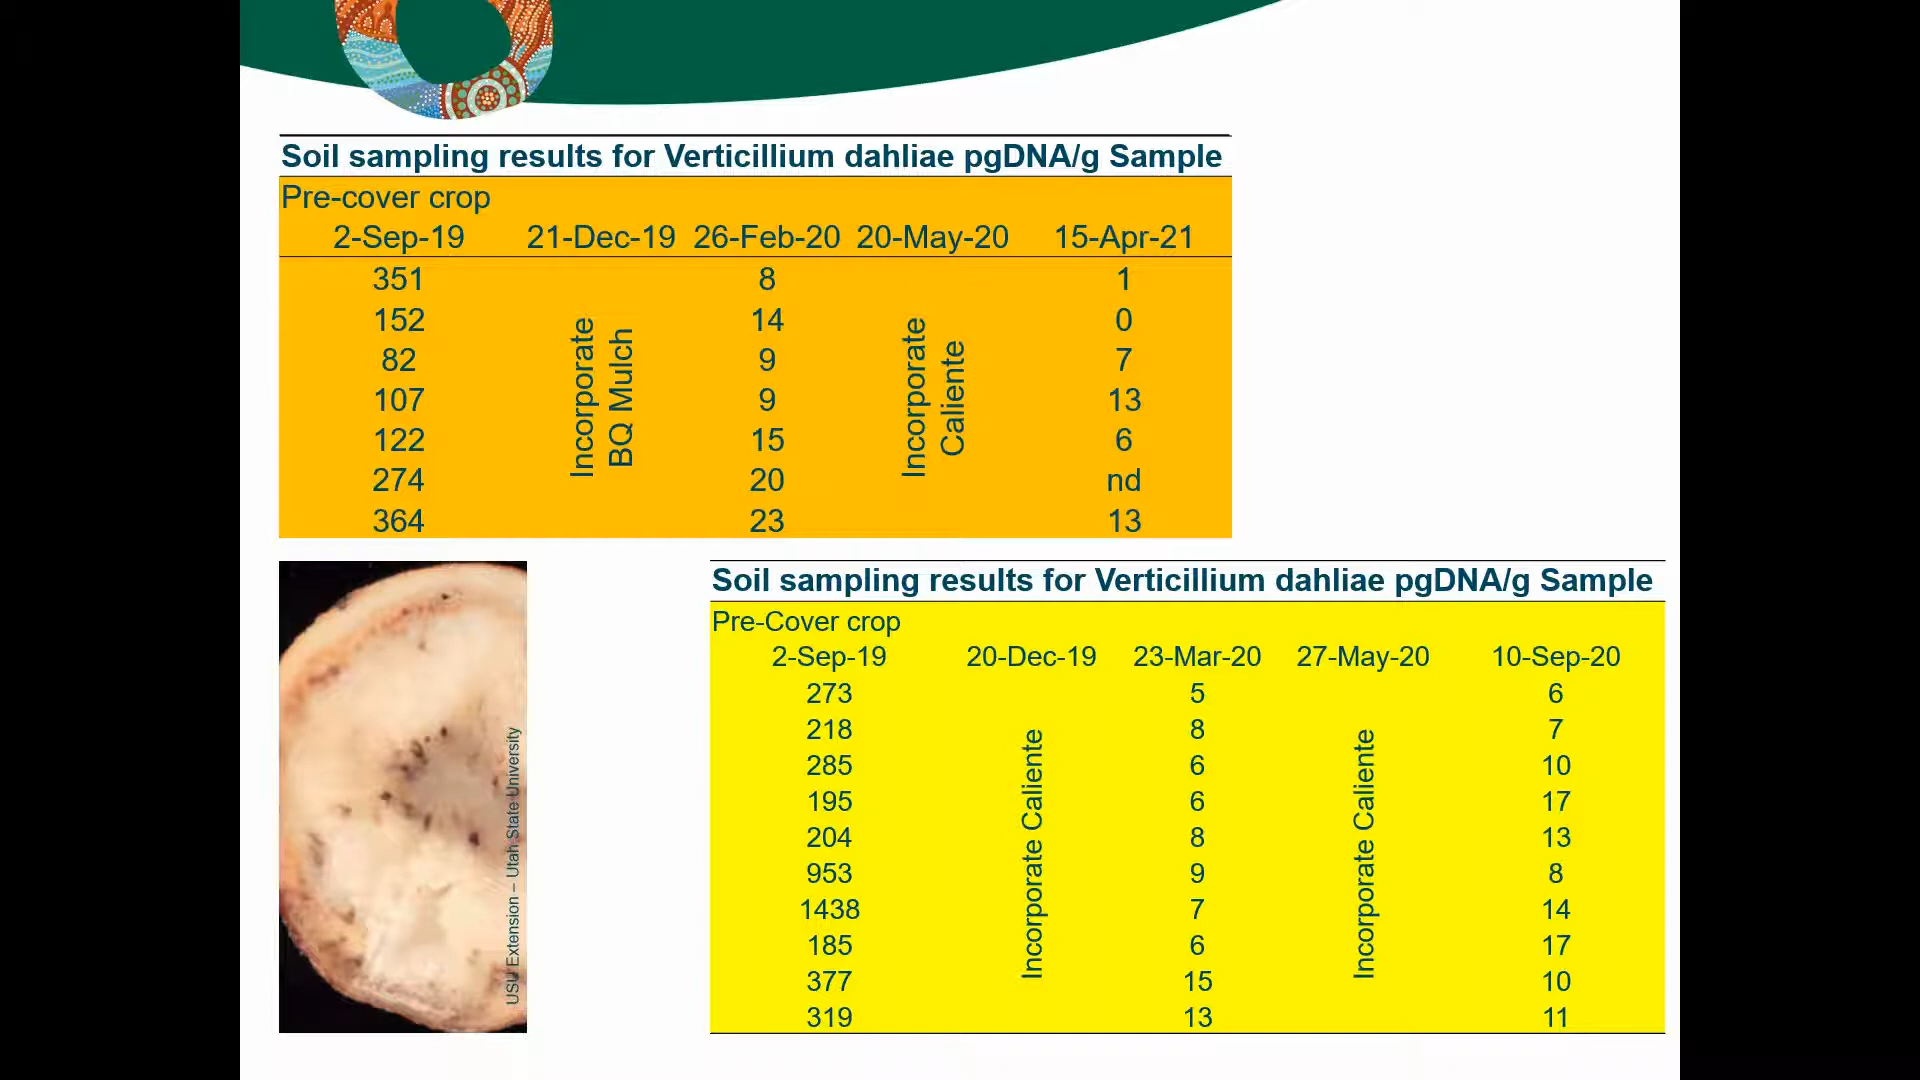 Soil sampling results for Verticillium dahliae pgDNA/g Sample
Pre-cover crop
2-Sep-19 21-Dec-19 26-Feb-20 20-May-20 15-Apr-21
351 8 1
152 14 0
82 9 7
107 9 13
122 15 6
274 20 nd
364 23 13
Incorporate
BQ Mulch
Incorporate
Caliente
USU Extension – Utah State University
Soil sampling results for Verticillium dahliae pgDNA/g Sample
Pre-Cover crop
2-Sep-19 20-Dec-19 23-Mar-20 27-May-20 10-Sep-20
273 5 6
218 8 7
285 6 10
195 6 17
204 8 13
953 9 8
1438 7 14
185 6 17
377 15 10
319 13 11
Incorporate Caliente
Incorporate Caliente